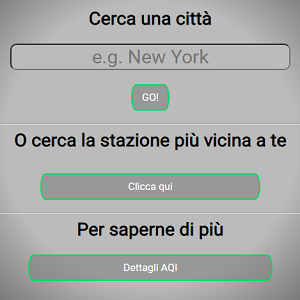 Cerca una città
e.g. New York
GO!
O cerca la stazione più vicina a te
Clicca qui
Per saperne di più
Dettagli AQI